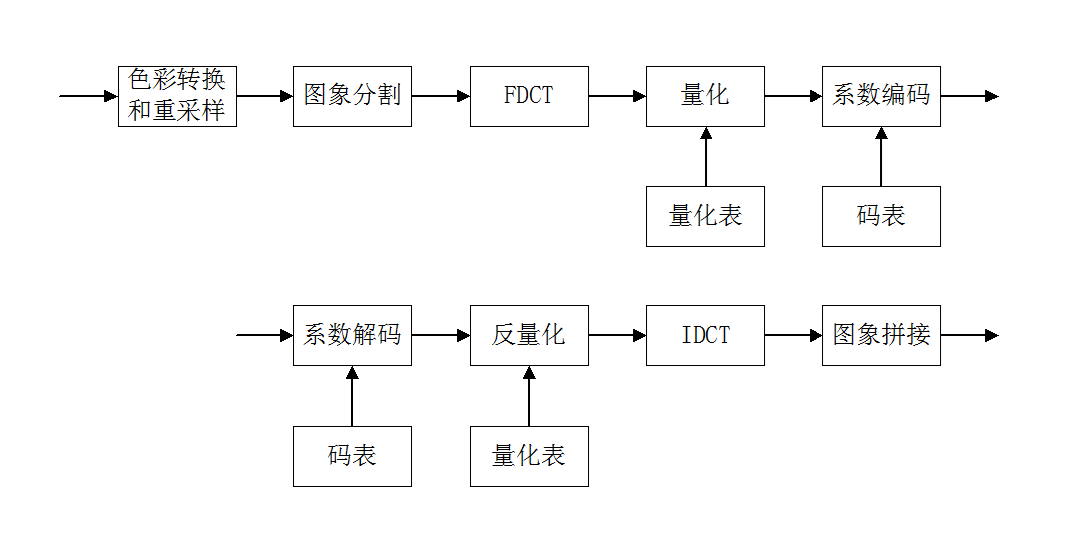 色彩转换
和重采样
图象分割
FDCT
量化
系数编码
量化表
码表
系数解码
反量化
IDCT
图象拼接
码表
量化表